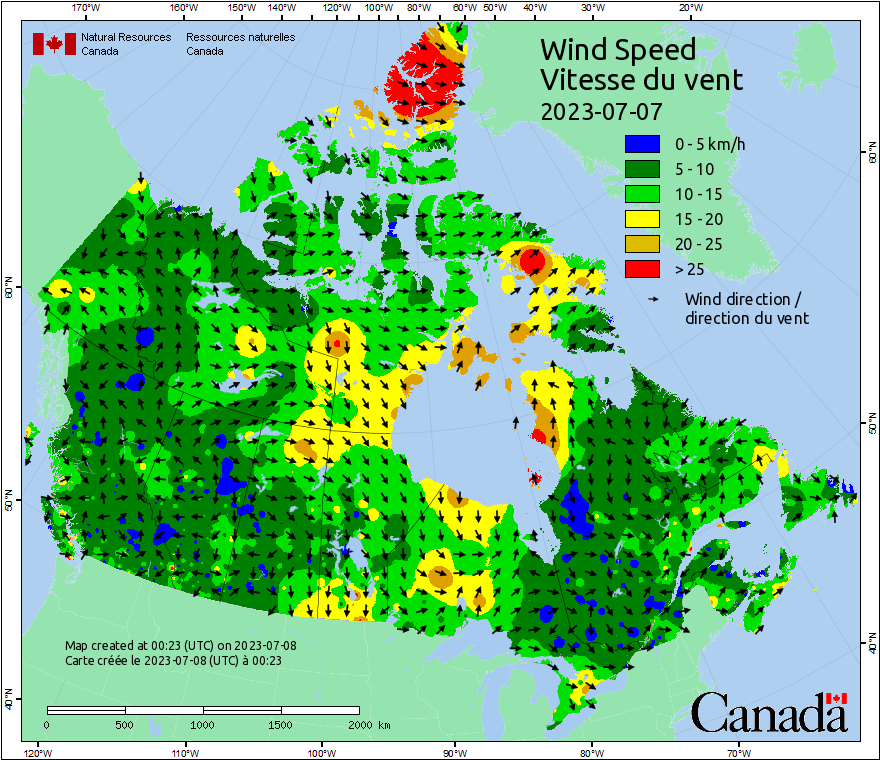 170°W 160°W 150°W 140°W 120°W 100°W 80°W 60°W 50°W 40°W 30°W 20°W
Natural Resources Canada
Ressources naturelles Canada
Wind Speed
Vitesse du vent
2023-07-07
0 - 5 km/h
5 - 10
10 - 15
15 - 20
20 - 25
> 25
Wind direction /
direction du vent
60°N
50°N
40°N
60°N
50°N
40°N
Map created at 00:23 (UTC) on 2023-07-08
Carte créée le 2023-07-08 (UTC) à 00:23
0 500 1000 1500 2000 km
Canada
120°W 110°W 100°W 90°W 80°W 70°W